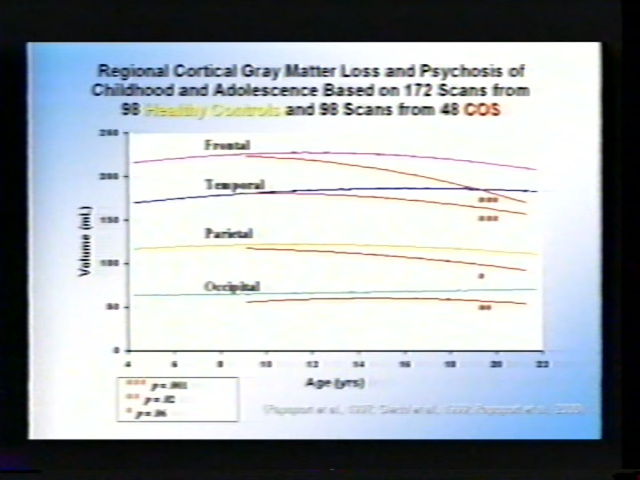 Regional Cortical Gray Matter Loss and Psychosis of
Childhood and Adolescence Based on 172 Scans from
98 Healthy Controls and 98 Scans from 48 COS
250
Frontal
200
Temporal
***
***
150
Parietal
100
*
Occipital
50
**
0
Volume (mL)
4 6 8 10 12 14 16 18 20 22
Age (yrs)
*** p=.001
** p=.02
* p=.06